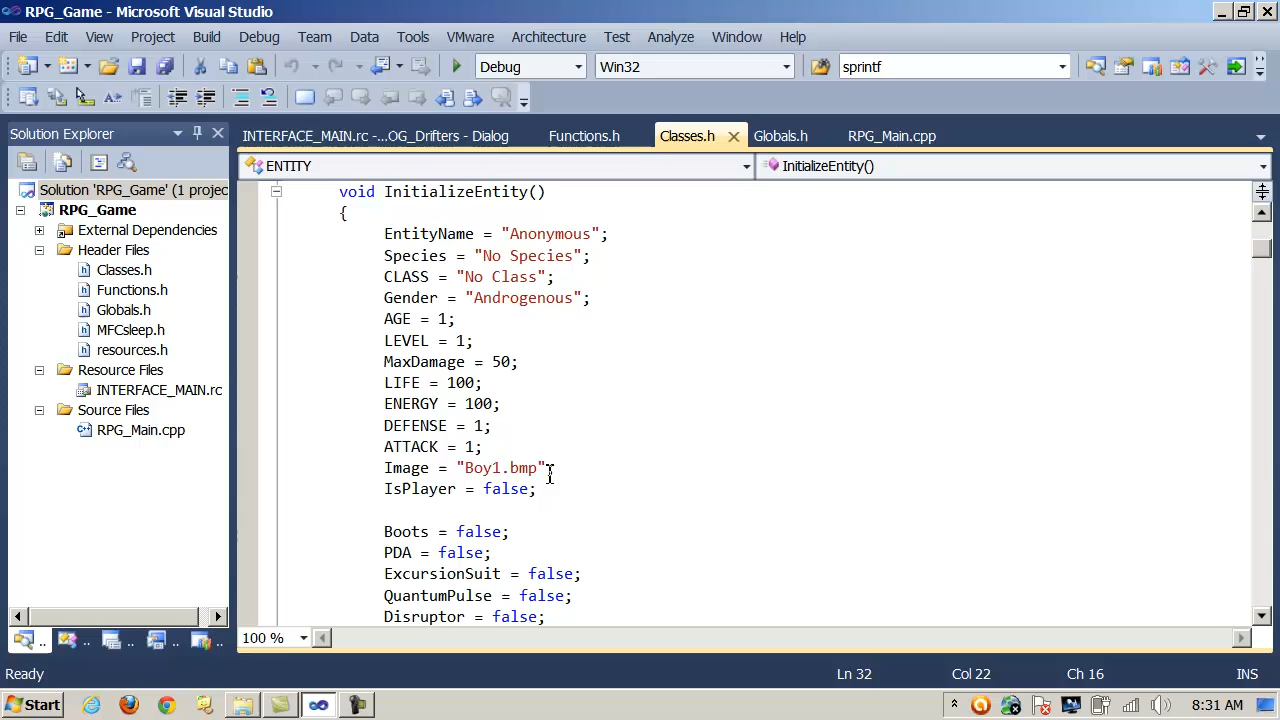 RPG_Game - Microsoft Visual Studio
File Edit View Project Build Debug Team Data Tools VMware Architecture Test Analyze Window Help
Debug Win32 sprintf
Solution Explorer
INTERFACE_MAIN.rc -...OG_Drifters - Dialog Functions.h Classes.h Globals.h RPG_Main.cpp
ENTITY InitializeEntity()
Solution 'RPG_Game' (1 projec
RPG_Game
External Dependencies
Header Files
Classes.h
Functions.h
Globals.h
MFCsleep.h
resources.h
Resource Files
INTERFACE_MAIN.rc
Source Files
RPG_Main.cpp
void InitializeEntity()
{
EntityName = "Anonymous";
Species = "No Species";
CLASS = "No Class";
Gender = "Androgenous";
AGE = 1;
LEVEL = 1;
MaxDamage = 50;
LIFE = 100;
ENERGY = 100;
DEFENSE = 1;
ATTACK = 1;
Image = "Boy1.bmp"
IsPlayer = false;
Boots = false;
PDA = false;
ExcursionSuit = false;
QuantumPulse = false;
Disruptor = false;
100 %
Ready Ln 32 Col 22 Ch 16 INS
Start 8:31 AM